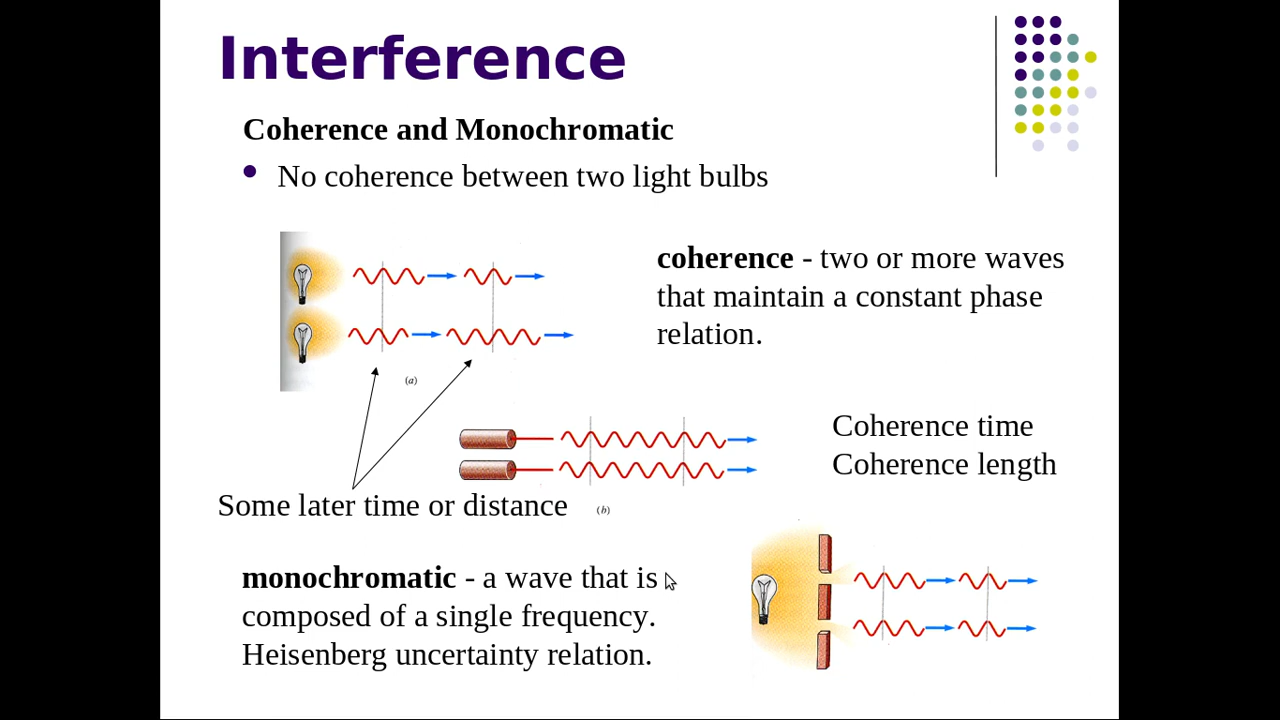 Interference
Coherence and Monochromatic
No coherence between two light bulbs
coherence - two or more waves
that maintain a constant phase
relation.
(a)
Coherence time
Coherence length
Some later time or distance
(b)
monochromatic - a wave that is
composed of a single frequency.
Heisenberg uncertainty relation.